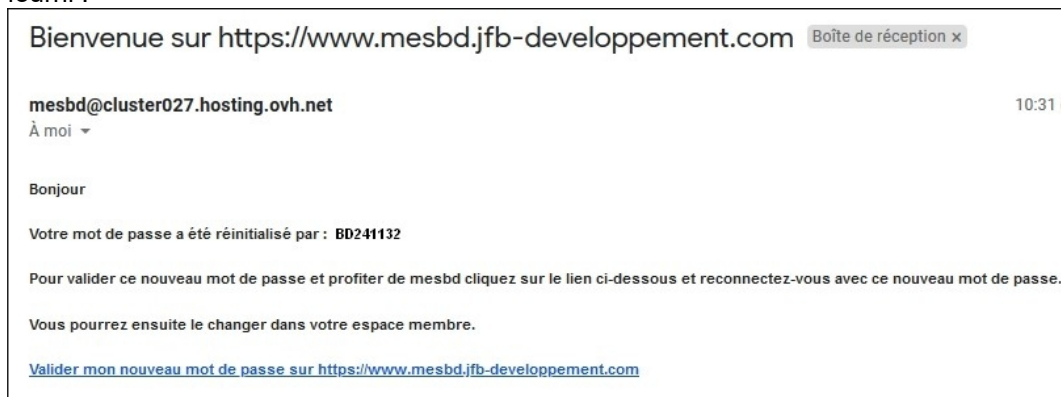 Bienvenue sur https://www.mesbd.jfb-developpement.com Boîte de réception x
mesbd@cluster027.hosting.ovh.net 10:31
À moi
Bonjour
Votre mot de passe a été réinitialisé par : BD241132
Pour valider ce nouveau mot de passe et profiter de mesbd cliquez sur le lien ci-dessous et reconnectez-vous avec ce nouveau mot de passe.
Vous pourrez ensuite le changer dans votre espace membre.
Valider mon nouveau mot de passe sur https://www.mesbd.jfb-developpement.com